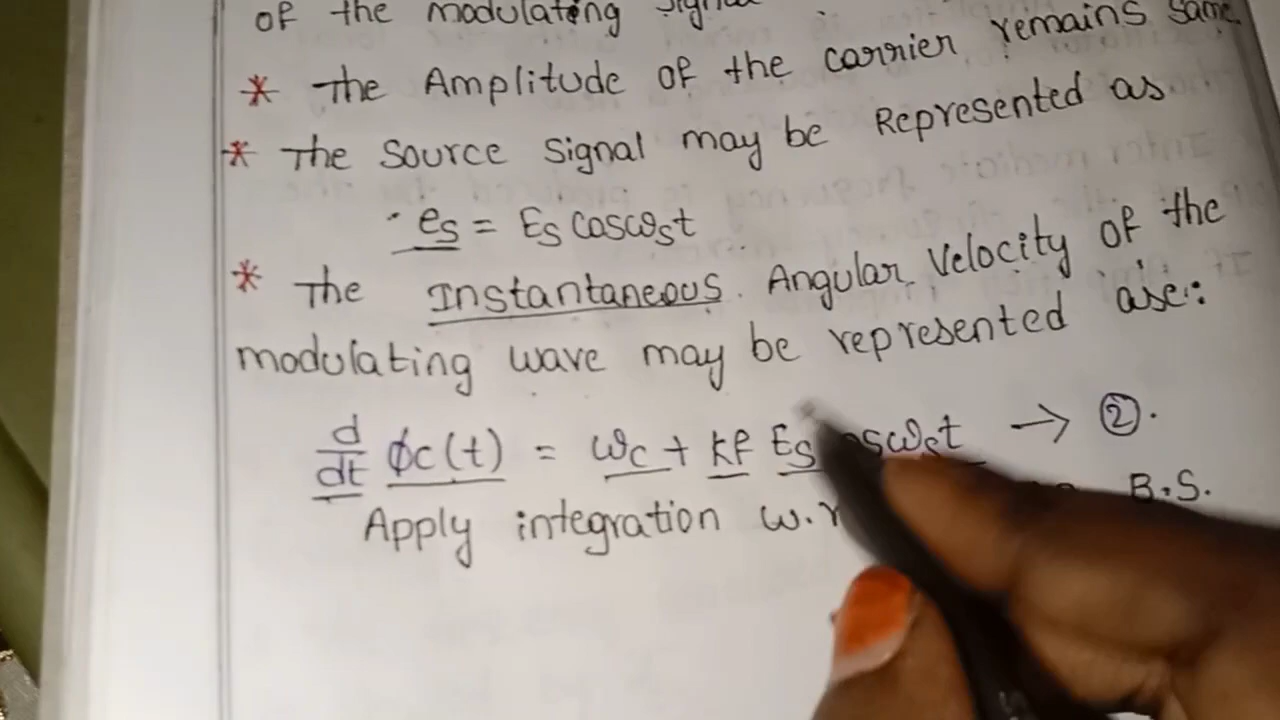 of the modulating signal
* The Amplitude of the carrier remains same
* The source signal may be Represented as
es = Es cosωst
* The Instantaneous Angular Velocity of the
modulating wave may be represented as:
d/dt ϕc(t) = ωc + kf Es cosωst → ②.
Apply integration w.r B.S.